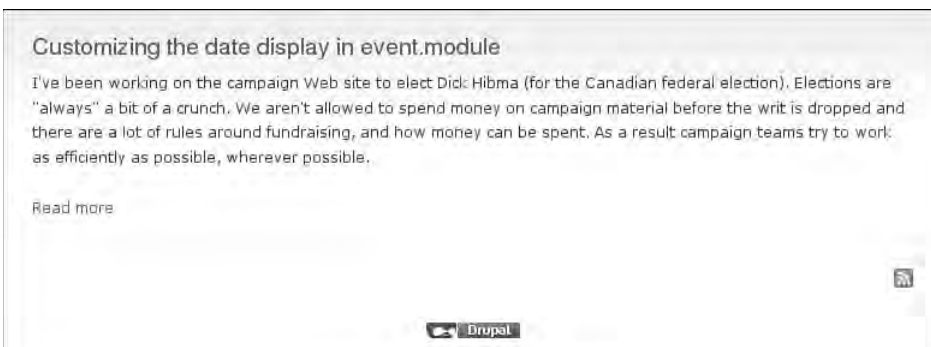 Customizing the date display in event.module
I've been working on the campaign Web site to elect Dick Hibma (for the Canadian federal election). Elections are
"always" a bit of a crunch. We aren't allowed to spend money on campaign material before the writ is dropped and
there are a lot of rules around fundraising, and how money can be spent. As a result campaign teams try to work
as efficiently as possible, wherever possible.
Read more
Drupal